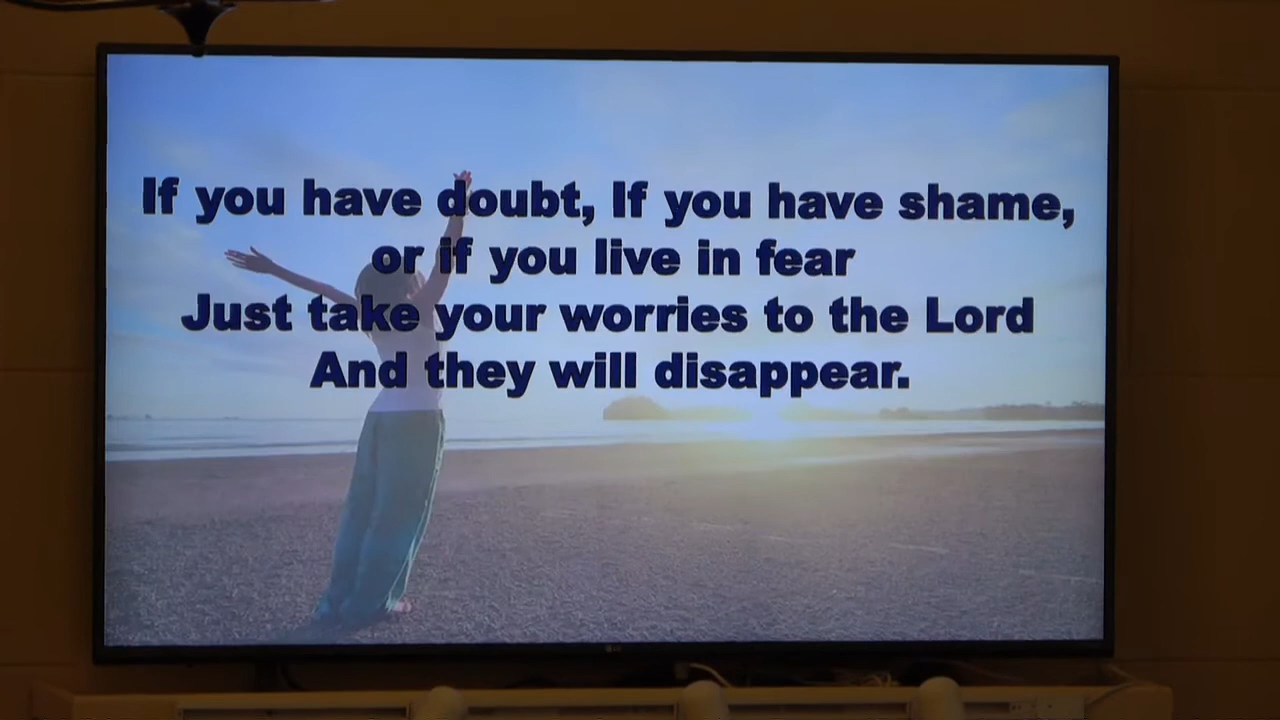 If you have doubt, If you have shame,
or if you live in fear
Just take your worries to the Lord
And they will disappear.
LG